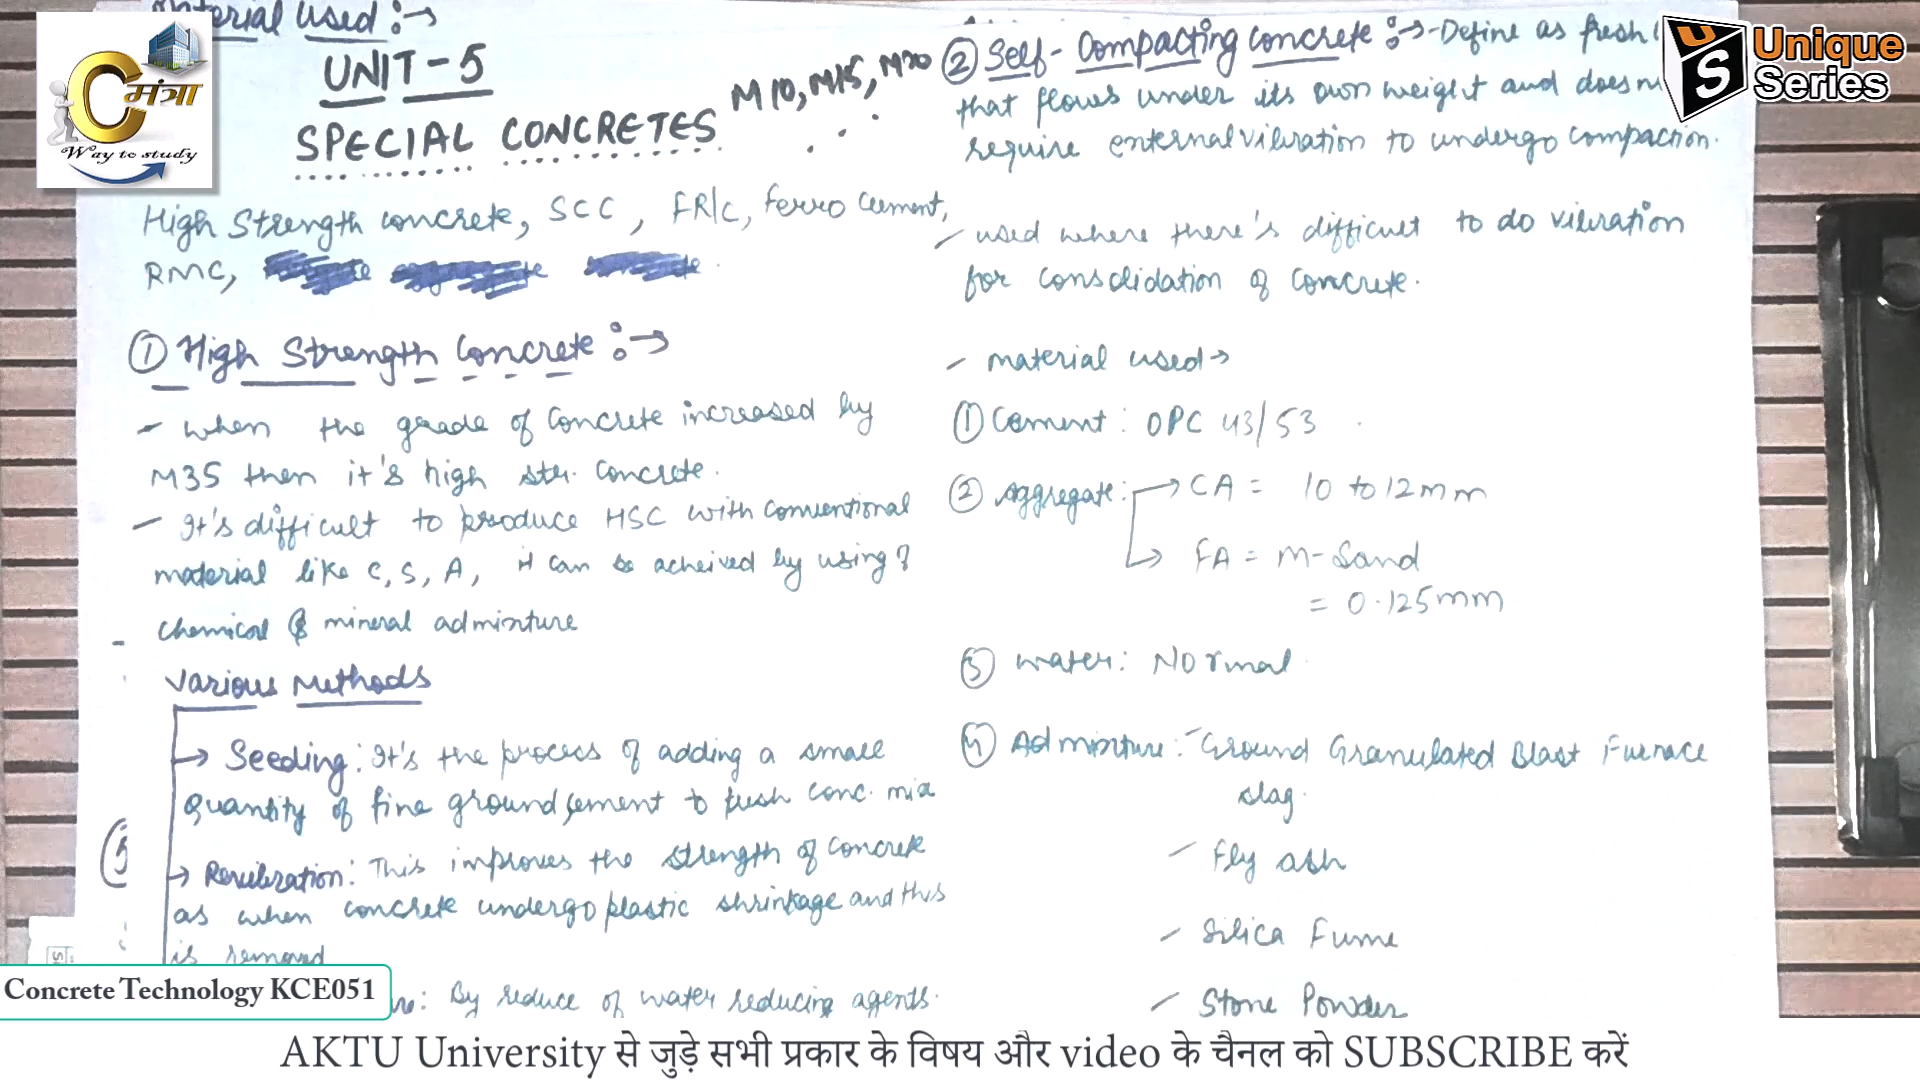 Material used :→
UNIT-5
SPECIAL CONCRETES
M10, M15, M20
High Strength concrete, SCC, FR/C, Ferro Cement,
RMC,
① High Strength Concrete :→
- when the grade of Concrete increased by
M35 then it's high str. Concrete.
- It's difficult to produce HSC with conventional
material like C, S, A, it can be acheived by using?
chemical & mineral admixture
Various Methods
→ Seeding: It's the process of adding a small
quantity of fine ground cement to fresh conc. mix
→ Revibration: This improves the strength of concrete
as when concrete undergo plastic shrinkage and this
is removed
: By reduce of water reducing agents.
② Self-Compacting Concrete :→ Define as fresh
that flows under its own weight and does n
require external vibration to undergo compaction.
- used where there's difficult to do vibration
for consolidation of concrete.
- material used →
① Cement: OPC 43/53
② Aggregate: → CA = 10 to 12mm
→ FA = M-Sand
= 0.125mm
③ water: Normal
④ Admixture: - Ground Granulated Blast Furnace
slag.
- Fly ash
- Silica Fume
- Stone Powder
C मंत्रा
Way to study
US Unique
Series
Concrete Technology KCE051
AKTU University से जुड़े सभी प्रकार के विषय और video के चैनल को SUBSCRIBE करें